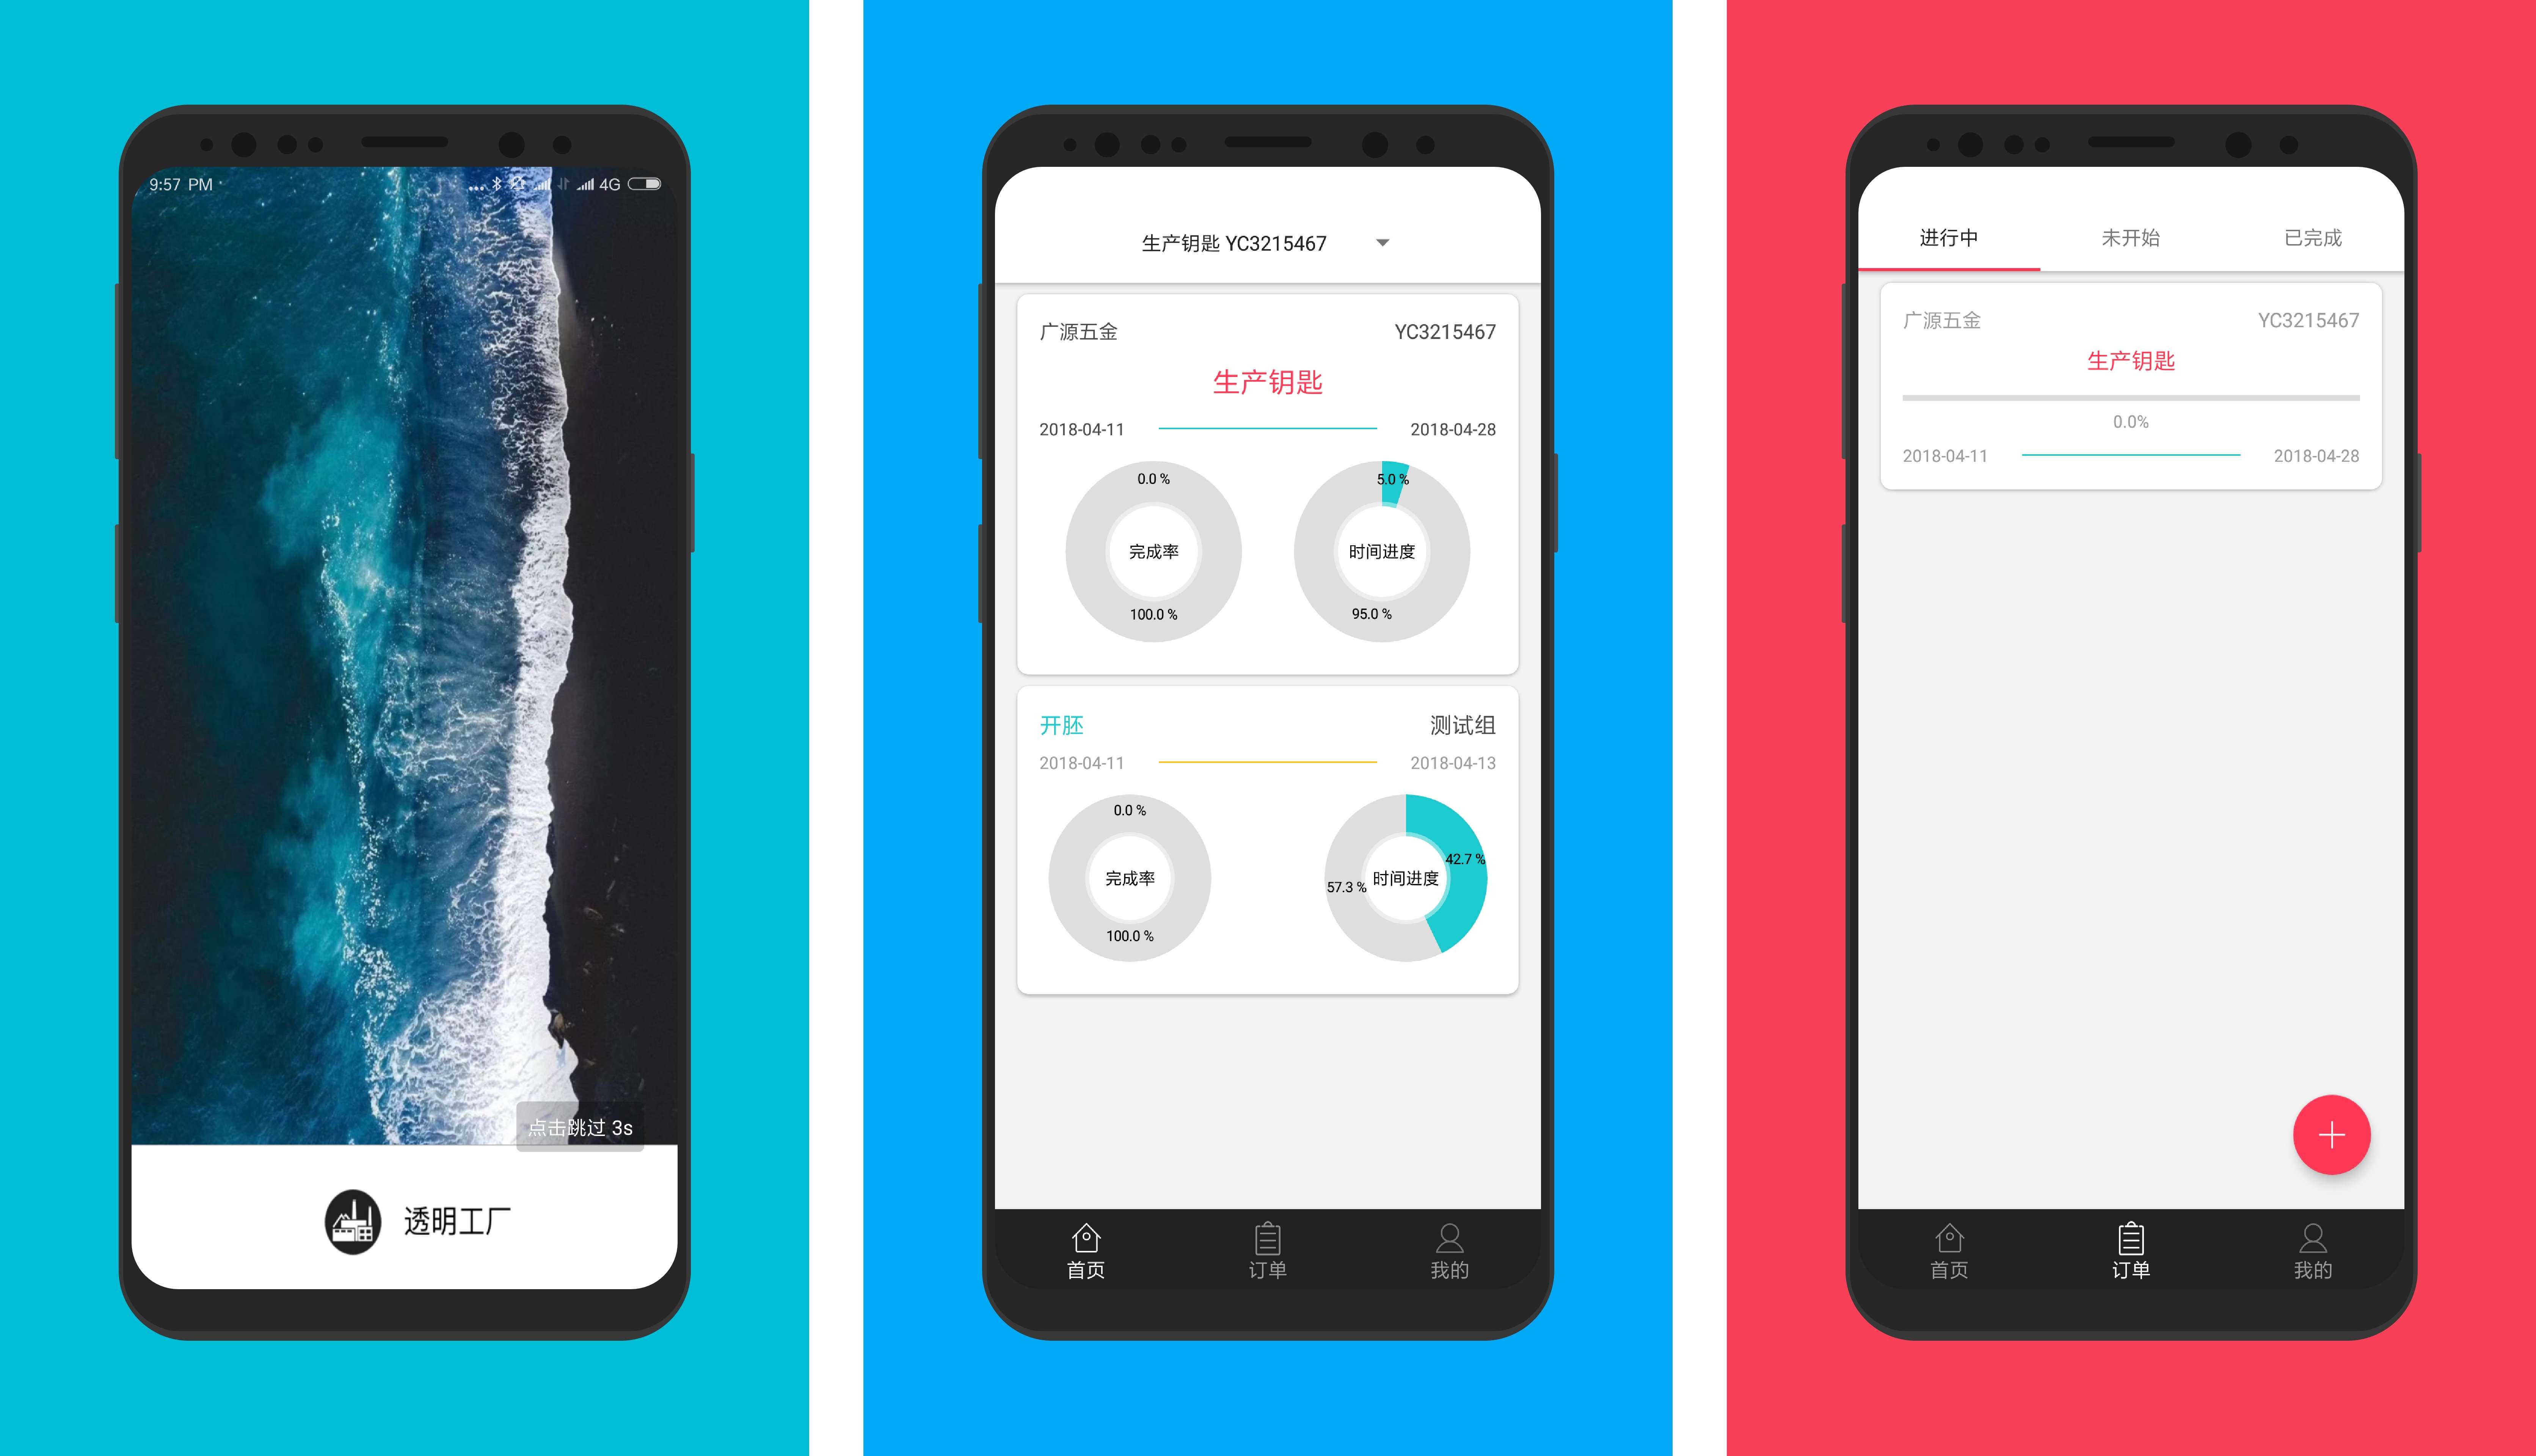 9:57 PM
4G
点击跳过 3s
透明工厂
生产钥匙 YC3215467
广源五金 YC3215467
生产钥匙
2018-04-11 2018-04-28
0.0 % 5.0 %
完成率 时间进度
100.0 % 95.0 %
开胚 测试组
2018-04-11 2018-04-13
0.0 %
42.7 %
完成率 57.3 % 时间进度
100.0 %
首页 订单 我的
进行中 未开始 已完成
广源五金 YC3215467
生产钥匙
0.0%
2018-04-11 2018-04-28
首页 订单 我的